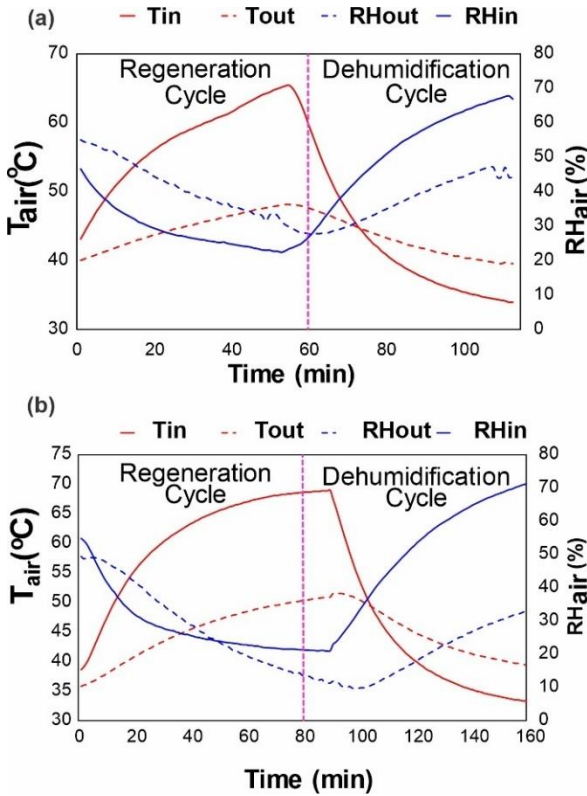 (a)
Tin Tout RHout RHin
70 80
Regeneration Cycle Dehumidification Cycle
70
60 60
50
50 40
30
40 20
10
30 0
0 20 40 60 80 100
Tair(°C)
RHair(%)
Time (min)
(b)
Tin Tout RHout RHin
75 80
Regeneration Cycle Dehumidification Cycle
70 70
65
60 60
55 50
50 40
45 30
40 20
35 10
30 0
0 20 40 60 80 100 120 140 160
Tair(ºC)
RHair(%)
Time (min)